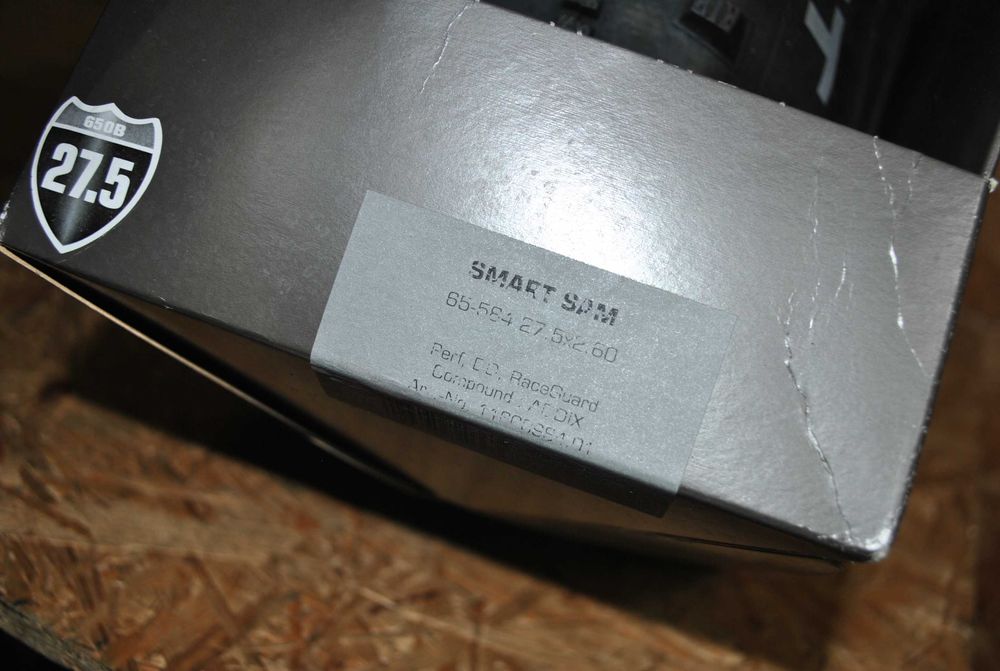 650B
27.5
SMART SAM
65-584 27.5x2.60
Perf, DD, RaceGuard
Compound: ADDIX